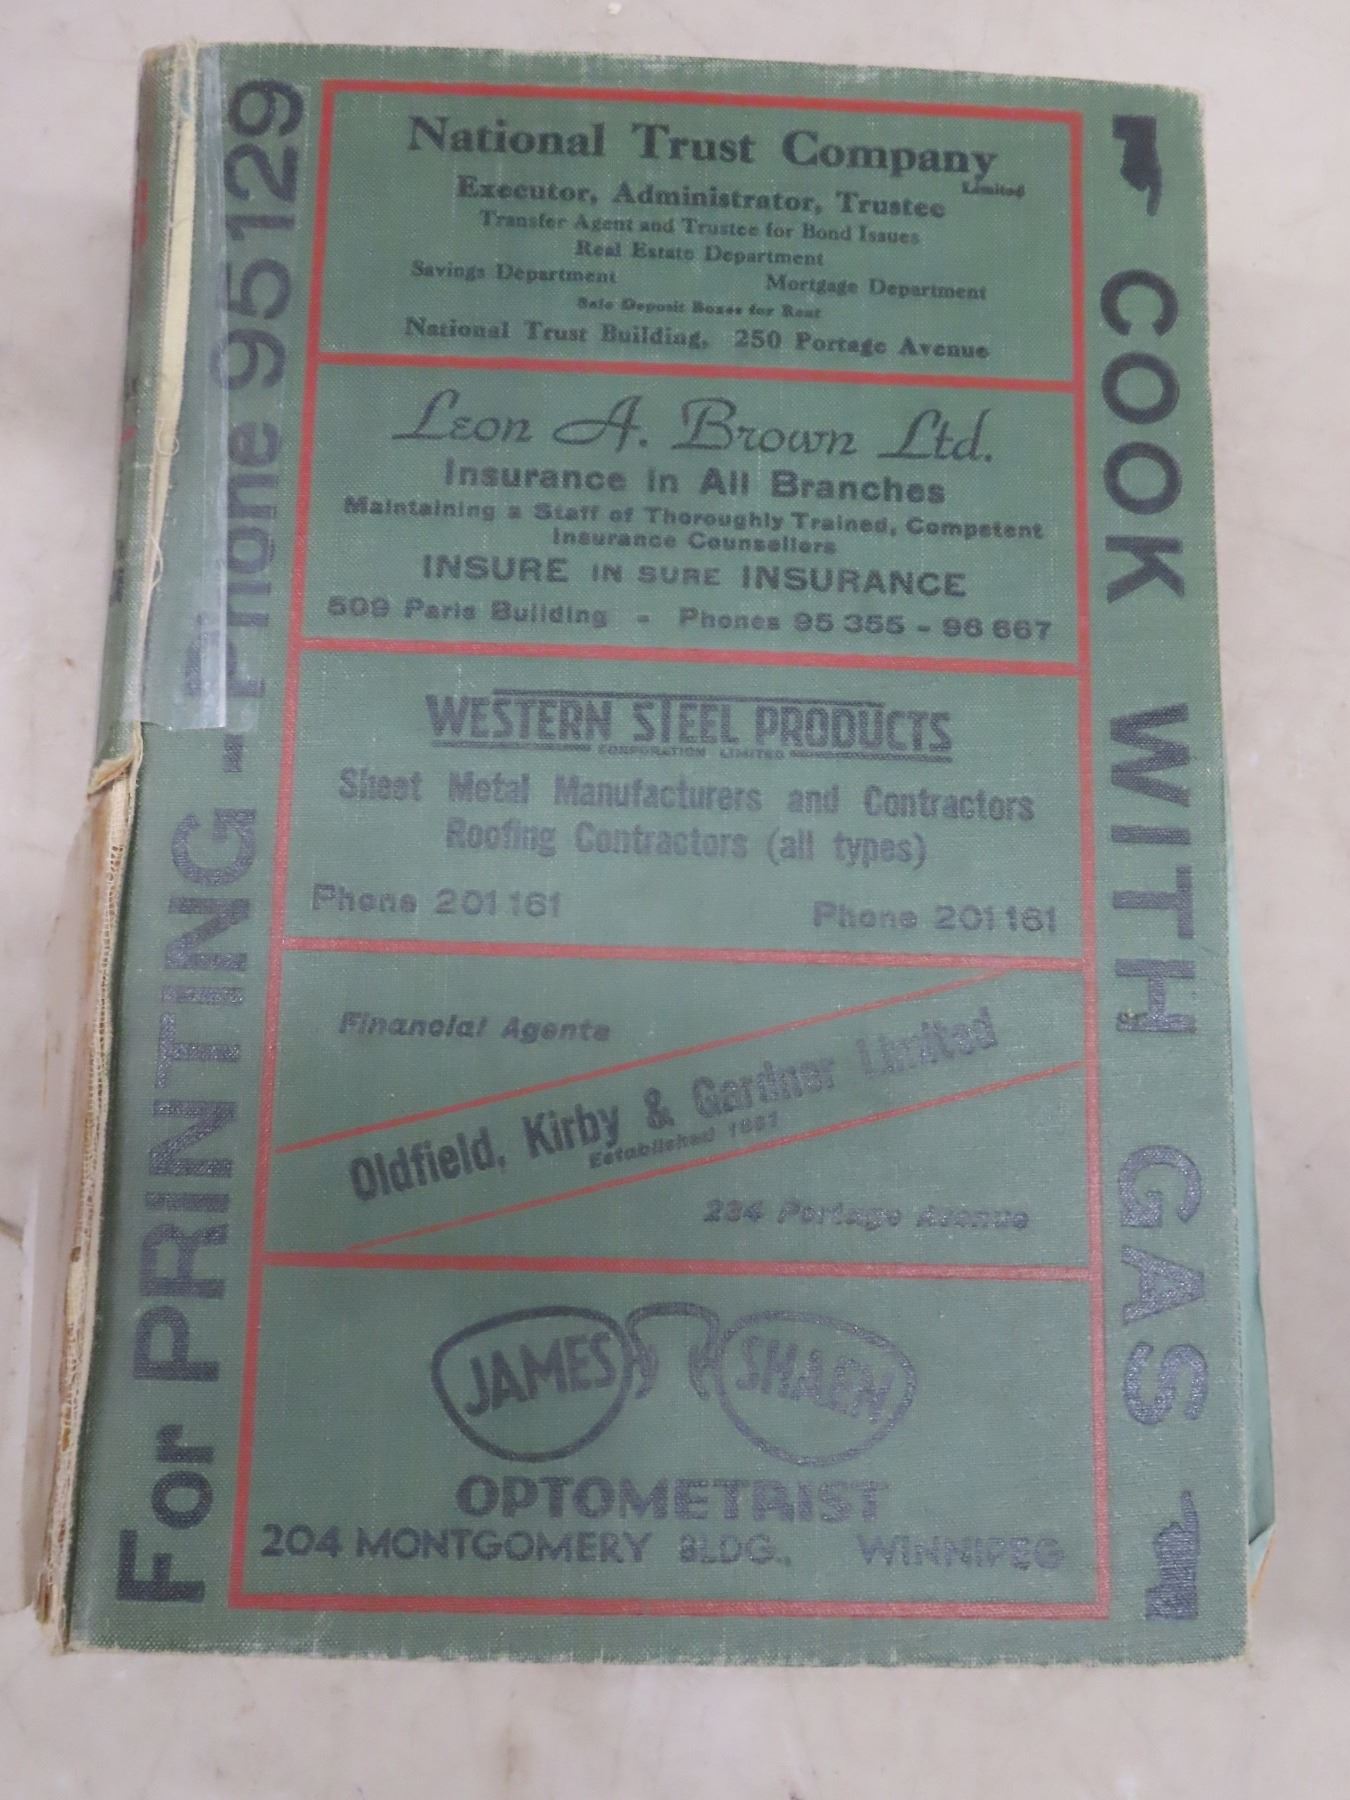 For PRINTING - Phone 95 129
National Trust Company
Limited
Executor, Administrator, Trustee
Transfer Agent and Trustee for Bond Issues
Real Estate Department
Savings Department Mortgage Department
Safe Deposit Boxes for Rent
National Trust Building, 250 Portage Avenue
Leon A. Brown Ltd.
Insurance in All Branches
Maintaining a Staff of Thoroughly Trained, Competent
Insurance Counsellors
INSURE IN SURE INSURANCE
509 Paris Building - Phones 95 355 - 96 667
WESTERN STEEL PRODUCTS
CORPORATION LIMITED
Sheet Metal Manufacturers and Contractors
Roofing Contractors (all types)
Phone 201 161 Phone 201 161
Financial Agents
Oldfield, Kirby & Gardner Limited
Established 1881
234 Portage Avenue
JAMES SHAEN
OPTOMETRIST
204 MONTGOMERY BLDG., WINNIPEG
COOK WITH GAS